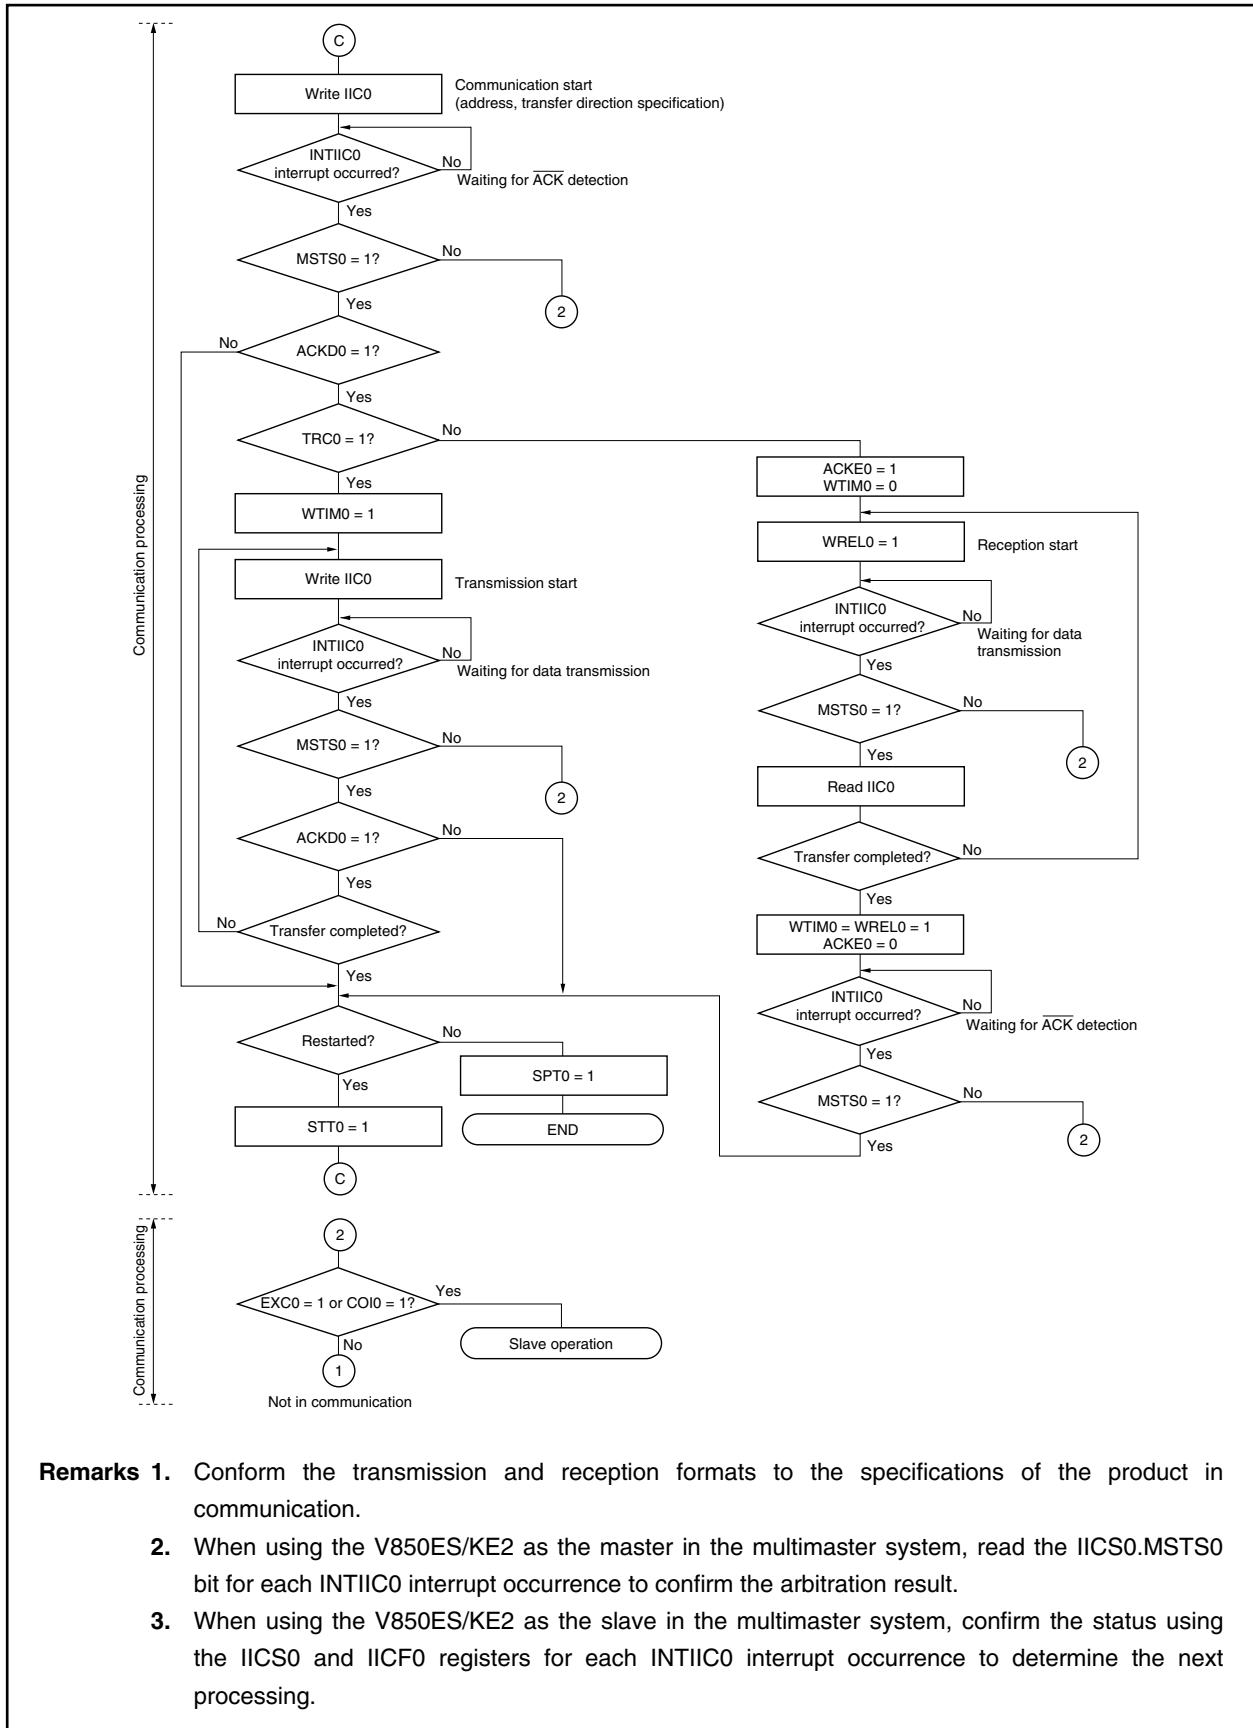 C
Write IIC0
Communication start
(address, transfer direction specification)
INTIIC0
interrupt occurred?
No
Waiting for ACK detection
Yes
MSTS0 = 1?
No
2
Yes
No
ACKD0 = 1?
Yes
TRC0 = 1?
No
Yes
WTIM0 = 1
Write IIC0
Transmission start
INTIIC0
interrupt occurred?
No
Waiting for data transmission
Yes
MSTS0 = 1?
No
2
Yes
ACKD0 = 1?
No
Yes
No
Transfer completed?
Yes
Restarted?
No
SPT0 = 1
END
Yes
STT0 = 1
C
ACKE0 = 1
WTIM0 = 0
WREL0 = 1
Reception start
INTIIC0
interrupt occurred?
No
Waiting for data
transmission
Yes
MSTS0 = 1?
No
2
Yes
Read IIC0
Transfer completed?
No
Yes
WTIM0 = WREL0 = 1
ACKE0 = 0
INTIIC0
interrupt occurred?
No
Waiting for ACK detection
Yes
MSTS0 = 1?
No
2
Yes
Communication processing
2
EXC0 = 1 or COI0 = 1?
Yes
Slave operation
No
1
Not in communication
Communication processing
Remarks 1. Conform the transmission and reception formats to the specifications of the product in
communication.
2. When using the V850ES/KE2 as the master in the multimaster system, read the IICS0.MSTS0
bit for each INTIIC0 interrupt occurrence to confirm the arbitration result.
3. When using the V850ES/KE2 as the slave in the multimaster system, confirm the status using
the IICS0 and IICF0 registers for each INTIIC0 interrupt occurrence to determine the next
processing.